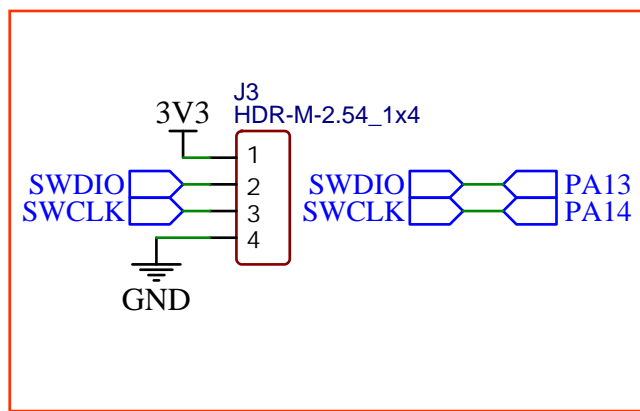 J3
HDR-M-2.54_1x4
3V3
1
SWDIO 2 SWDIO PA13
SWCLK 3 SWCLK PA14
4
GND